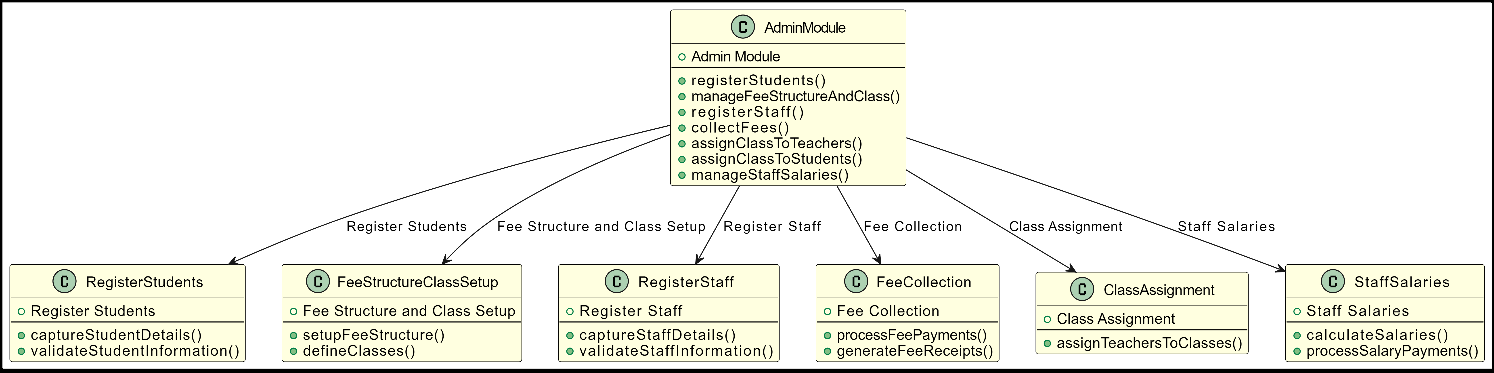 C AdminModule
Admin Module
registerStudents()
manageFeeStructureAndClass()
registerStaff()
collectFees()
assignClassToTeachers()
assignClassToStudents()
manageStaffSalaries()
Register Students
Fee Structure and Class Setup
Register Staff
Fee Collection
Class Assignment
Staff Salaries
C RegisterStudents
Register Students
captureStudentDetails()
validateStudentInformation()
C FeeStructureClassSetup
Fee Structure and Class Setup
setupFeeStructure()
defineClasses()
C RegisterStaff
Register Staff
captureStaffDetails()
validateStaffInformation()
C FeeCollection
Fee Collection
processFeePayments()
generateFeeReceipts()
C ClassAssignment
Class Assignment
assignTeachersToClasses()
C StaffSalaries
Staff Salaries
calculateSalaries()
processSalaryPayments()